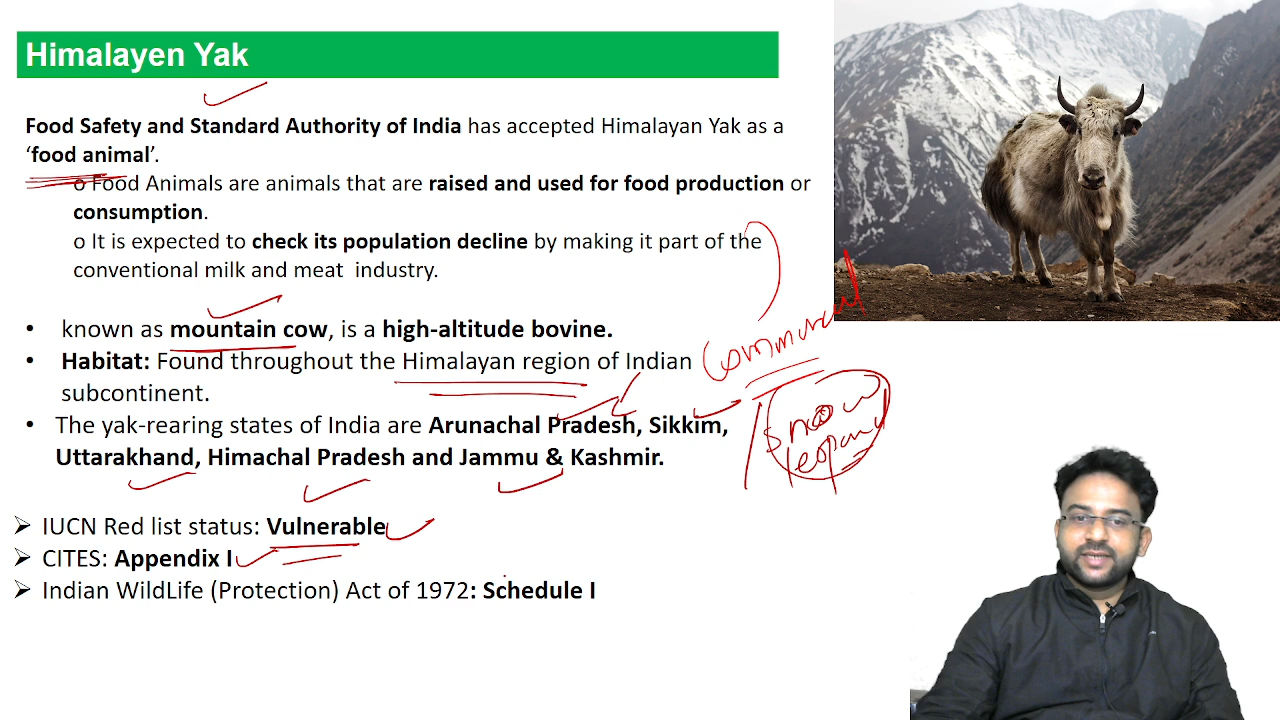 Himalayen Yak
Food Safety and Standard Authority of India has accepted Himalayan Yak as a
‘food animal’.
o Food Animals are animals that are raised and used for food production or
consumption.
o It is expected to check its population decline by making it part of the
conventional milk and meat industry.
• known as mountain cow, is a high-altitude bovine.
• Habitat: Found throughout the Himalayan region of Indian
subcontinent.
• The yak-rearing states of India are Arunachal Pradesh, Sikkim,
Uttarakhand, Himachal Pradesh and Jammu & Kashmir.
➢ IUCN Red list status: Vulnerable
➢ CITES: Appendix I
➢ Indian WildLife (Protection) Act of 1972: Schedule I
Commercial
snow
leopard